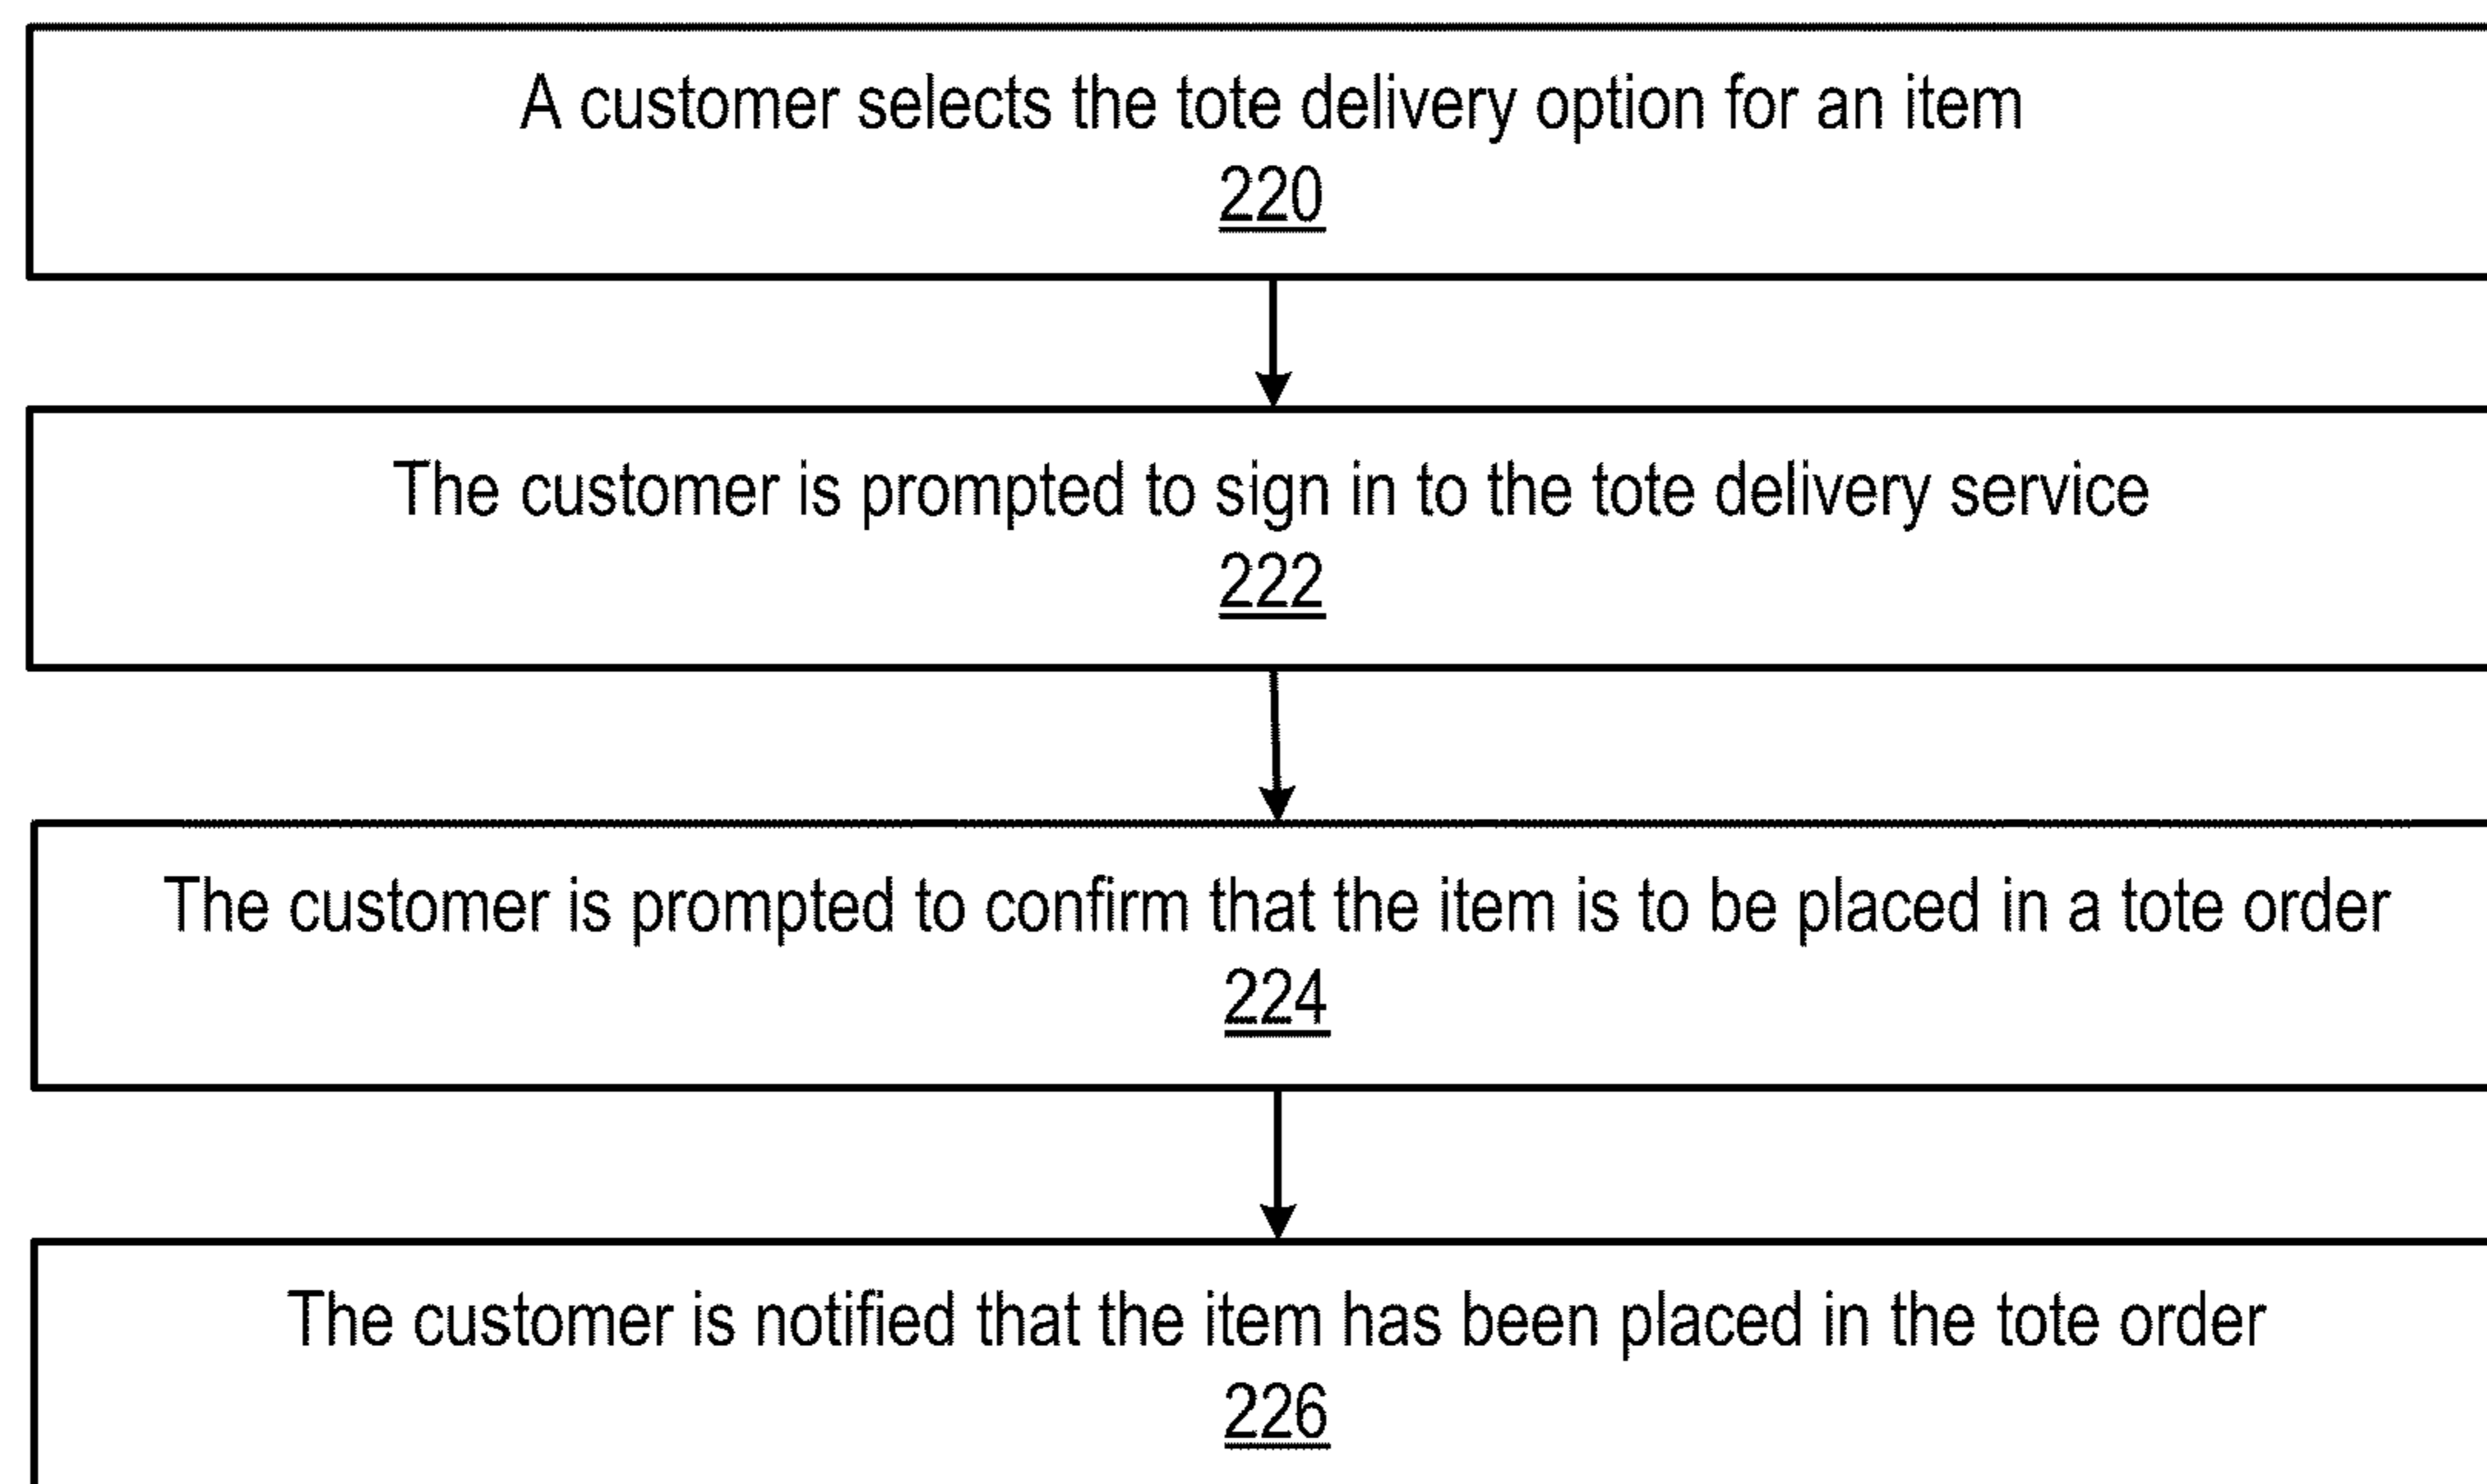 A customer selects the tote delivery option for an item
220
The customer is prompted to sign in to the tote delivery service
222
The customer is prompted to confirm that the item is to be placed in a tote order
224
The customer is notified that the item has been placed in the tote order
226